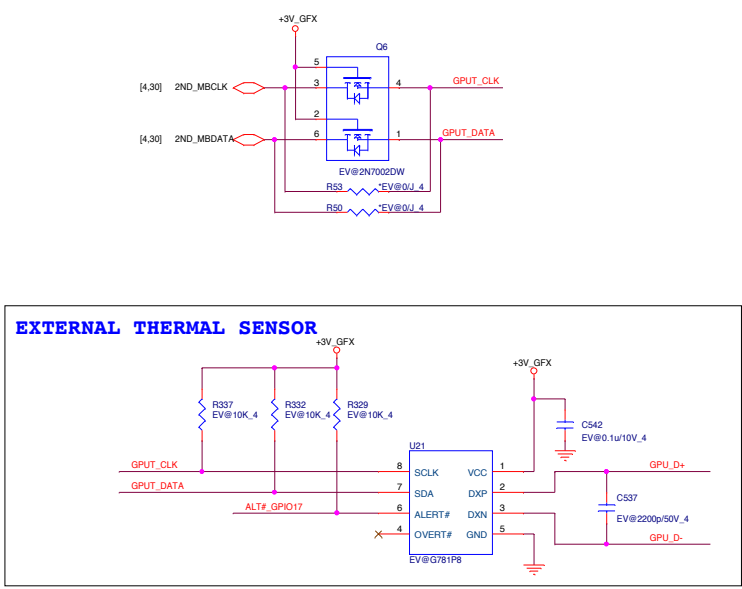 +3V_GFX
Q6
5
[4,30] 2ND_MBCLK 3 4 GPUT_CLK
2
[4,30] 2ND_MBDATA 6 1 GPUT_DATA
EV@2N7002DW
R53 *EV@0/J_4
R50 *EV@0/J_4
EXTERNAL THERMAL SENSOR
+3V_GFX
+3V_GFX
R337 R332 R329
EV@10K_4 EV@10K_4 EV@10K_4
C542
EV@0.1u/10V_4
U21
GPUT_CLK 8 SCLK VCC 1 GPU_D+
GPUT_DATA 7 SDA DXP 2
C537
ALT#_GPIO17 6 ALERT# DXN 3
EV@2200p/50V_4
4 OVERT# GND 5 GPU_D-
EV@G781P8